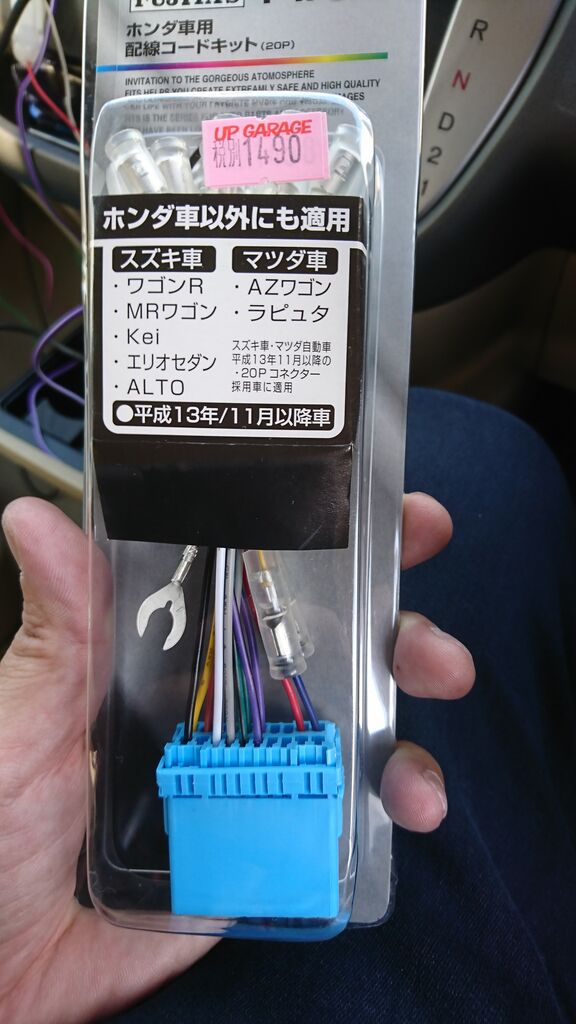 ホンダ車用
配線コードキット(20P)
INVITATION TO THE GORGEOUS ATOMOSPHERE
FITS HELPS YOUR EXTREAMLY SAFE AND HIGH QUALITY
UP GARAGE
税別1490
ホンダ車以外にも適用
スズキ車
・ワゴンR
・MRワゴン
・Kei
・エリオセダン
・ALTO
マツダ車
・AZワゴン
・ラピュタ
スズキ車・マツダ自動車
平成13年11月以降の
・20Pコネクター
採用車に適用
●平成13年/11月以降車
R
N
D
2
1